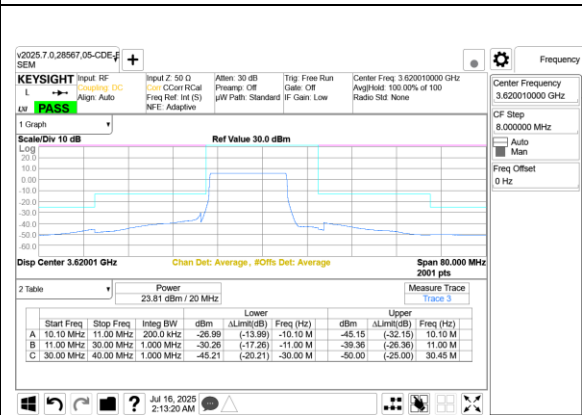 v2025.7.0,28567,05-CDE-F
SEM
+
Frequency
KEYSIGHT
L
LXI
PASS
Input: RF
Coupling: DC
Align: Auto
Input Z: 50 Ω
Corr CCorr RCal
Freq Ref: Int (S)
NFE: Adaptive
Atten: 30 dB
Preamp: Off
µW Path: Standard
Trig: Free Run
Gate: Off
IF Gain: Low
Center Freq: 3.620010000 GHz
Avg|Hold: 100.00% of 100
Radio Std: None
Center Frequency
3.620010000 GHz
CF Step
8.000000 MHz
Auto
Man
Freq Offset
0 Hz
1 Graph
Scale/Div 10 dB
Ref Value 30.0 dBm
Log
20.0
10.0
0.00
-10.0
-20.0
-30.0
-40.0
-50.0
-60.0
Disp Center 3.62001 GHz
Chan Det: Average, #Offs Det: Average
Span 80.000 MHz
2001 pts
2 Table
Power
23.81 dBm / 20 MHz
Measure Trace
Trace 3
Lower Upper
Start Freq Stop Freq Integ BW dBm ΔLimit(dB) Freq (Hz) dBm ΔLimit(dB) Freq (Hz)
A 10.10 MHz 11.00 MHz 200.0 kHz -26.99 (-13.99) -10.10 M -45.15 (-32.15) 10.10 M
B 11.00 MHz 30.00 MHz 1.000 MHz -30.26 (-17.26) -11.00 M -39.36 (-26.36) 11.00 M
C 30.00 MHz 40.00 MHz 1.000 MHz -45.21 (-20.21) -30.00 M -50.00 (-25.00) 30.45 M
?
Jul 16, 2025
2:13:20 AM